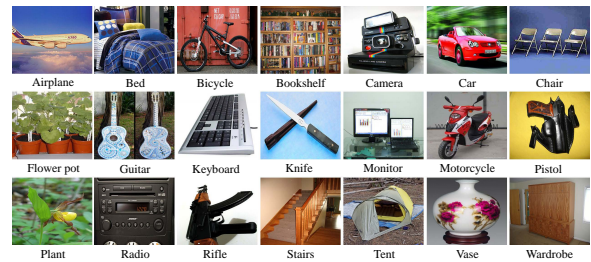 Airplane Bed Bicycle Bookshelf Camera Car Chair
Flower pot Guitar Keyboard Knife Monitor Motorcycle Pistol
Plant Radio Rifle Stairs Tent Vase Wardrobe